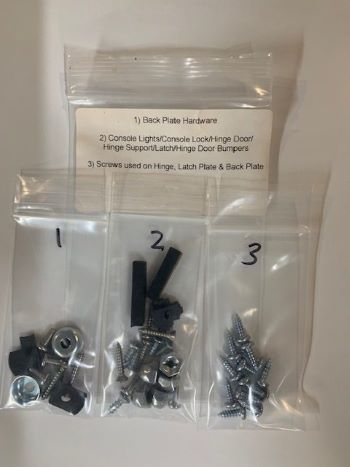 1) Back Plate Hardware
2) Console Lights/Console Lock/Hinge Door/
Hinge Support/Latch/Hinge Door Bumpers
3) Screws used on Hinge, Latch Plate & Back Plate
1
2
3